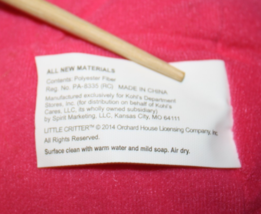 ALL NEW MATERIALS
Contents: Polyester Fiber
Reg. No. PA-8335 (RC) MADE IN CHINA
Manufactured exclusively for Kohl's Department
Stores, Inc. (for distribution on behalf of Kohl's
Cares, LLC, its wholly owned subsidiary)
by Spirit Marketing, LLC, Kansas City, MO 64111
LITTLE CRITTER™ © 2014 Orchard House Licensing Company. All
Rights Reserved.
Surface clean with warm water and mild soap. Air dry.